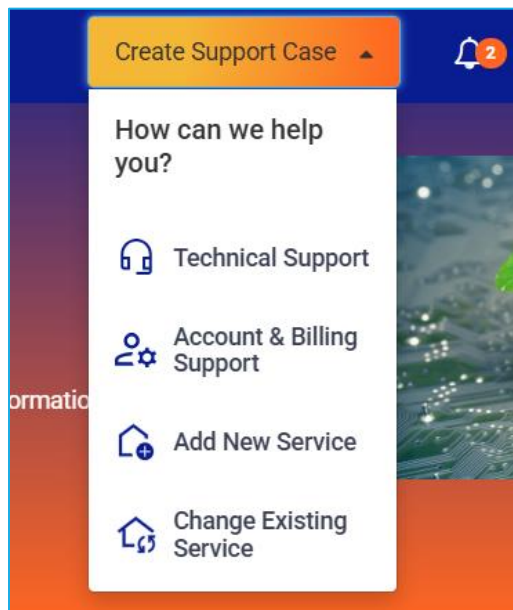 Create Support Case
2
How can we help
you?
Technical Support
Account & Billing
Support
ormatio
Add New Service
Change Existing
Service